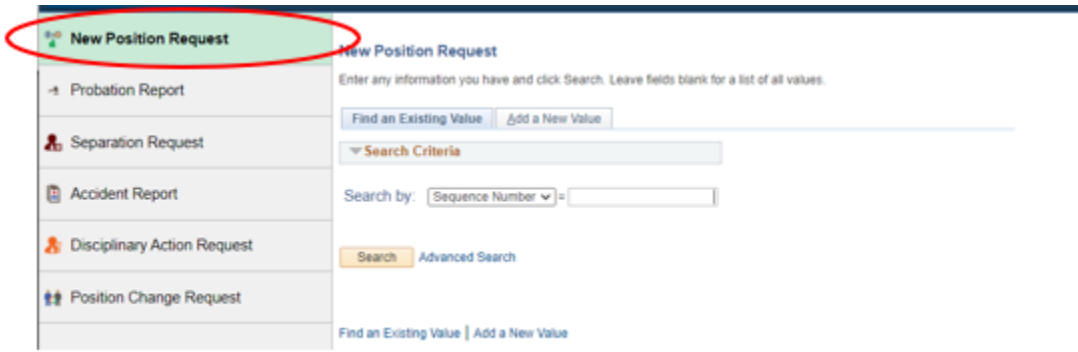 New Position Request
Probation Report
Separation Request
Accident Report
Disciplinary Action Request
Position Change Request
New Position Request
Enter any information you have and click Search. Leave fields blank for a list of all values.
Find an Existing Value Add a New Value
Search Criteria
Search by: Sequence Number =
Search Advanced Search
Find an Existing Value | Add a New Value